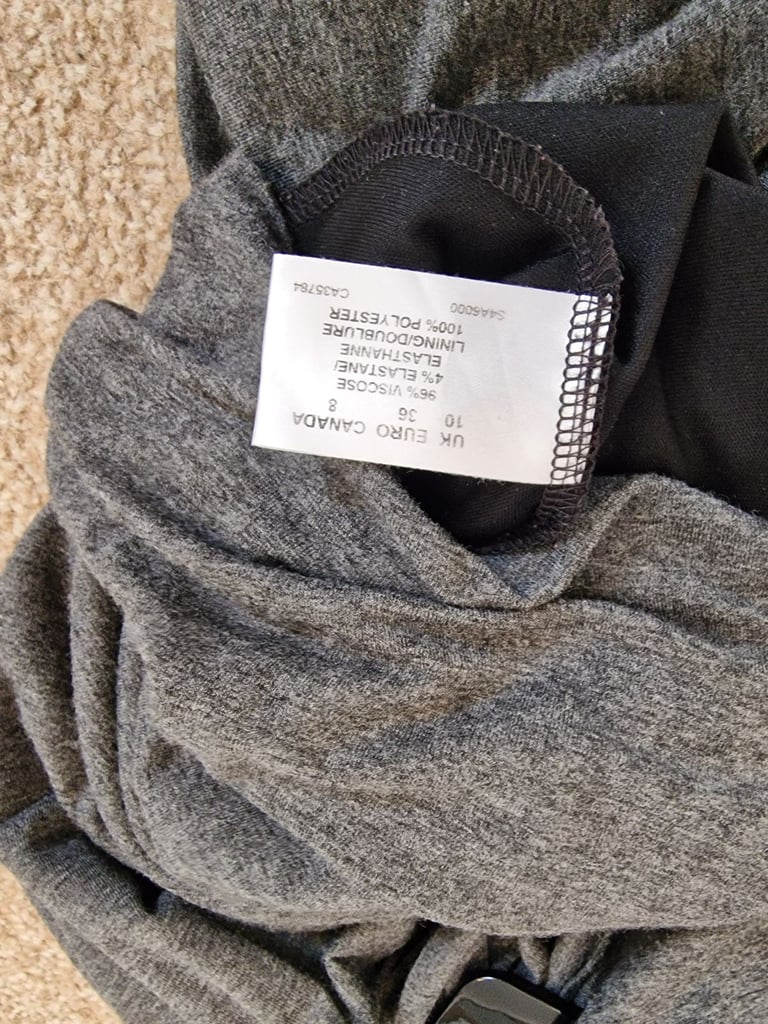 UK EURO CANADA
10 36 8
96% VISCOSE
4% ELASTANE/
ELASTHANNE
LINING/DOUBLURE
100% POLYESTER
S4A6000
CA35784